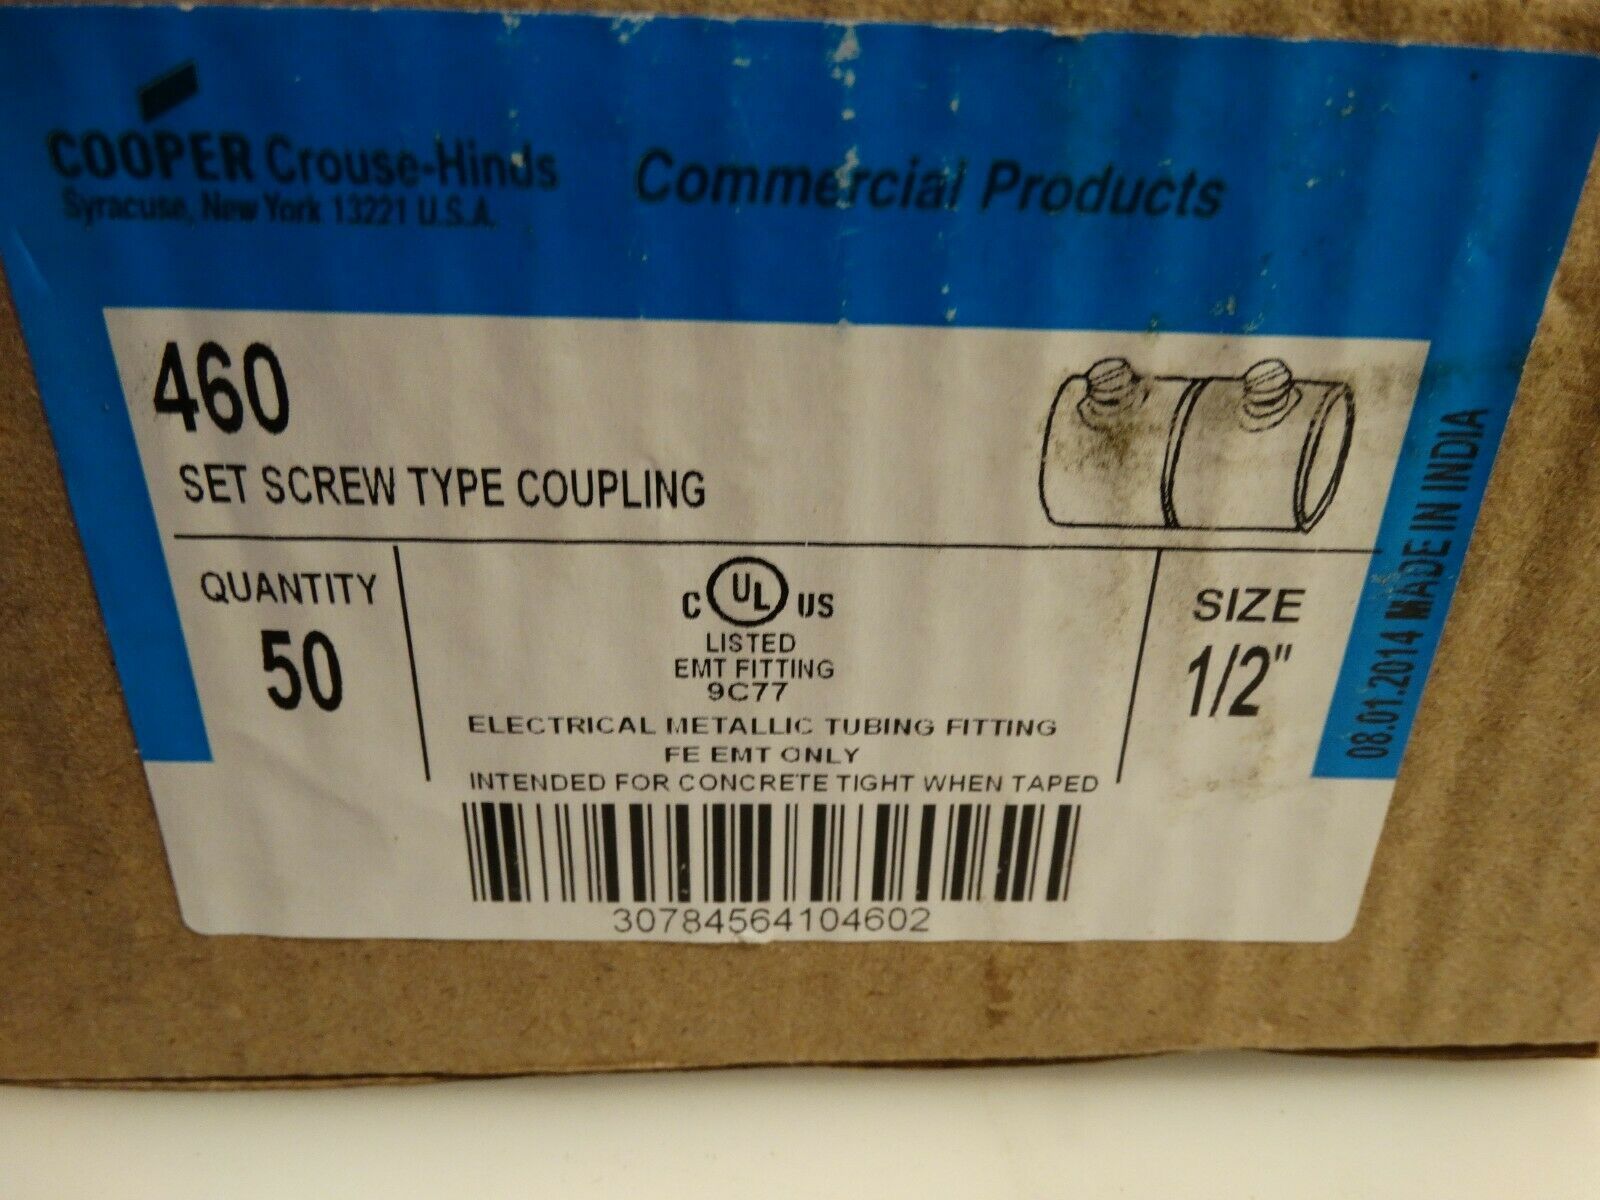 COOPER Crouse-Hinds
Syracuse, New York 13221 U.S.A.
Commercial Products
460
SET SCREW TYPE COUPLING
QUANTITY
50
C UL US
LISTED
EMT FITTING
9C77
ELECTRICAL METALLIC TUBING FITTING
FE EMT ONLY
INTENDED FOR CONCRETE TIGHT WHEN TAPED
SIZE
1/2"
08.01.2014 MADE IN INDIA
30784564104602